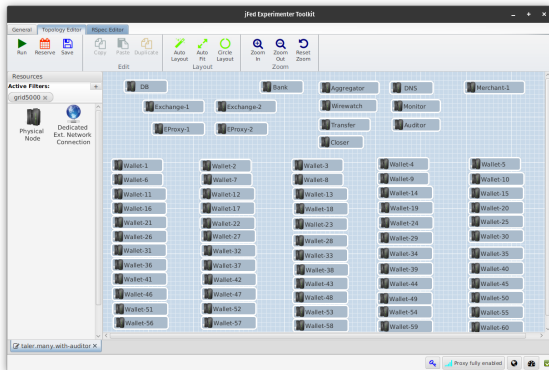 jFed Experimenter Toolkit
General Topology Editor RSpec Editor
Run Reserve Save Copy Paste Duplicate Auto Layout Auto Fit Circle Layout Zoom In Zoom Out Reset Zoom
Edit Layout Zoom
Resources
Active Filters:
grid5000
Physical Node
Dedicated Ext. Network Connection
DB Bank Aggregator DNS Merchant-1
Exchange-1 Exchange-2 Wirewatch Monitor
EProxy-1 EProxy-2 Transfer Auditor
Closer
Wallet-1 Wallet-2 Wallet-3 Wallet-4 Wallet-5
Wallet-6 Wallet-7 Wallet-8 Wallet-9 Wallet-10
Wallet-11 Wallet-12 Wallet-13 Wallet-14 Wallet-15
Wallet-16 Wallet-17 Wallet-18 Wallet-19 Wallet-20
Wallet-21 Wallet-22 Wallet-23 Wallet-24 Wallet-25
Wallet-26 Wallet-27 Wallet-28 Wallet-29 Wallet-30
Wallet-31 Wallet-32 Wallet-33 Wallet-34 Wallet-35
Wallet-36 Wallet-37 Wallet-38 Wallet-39 Wallet-40
Wallet-41 Wallet-42 Wallet-43 Wallet-44 Wallet-45
Wallet-46 Wallet-47 Wallet-48 Wallet-49 Wallet-50
Wallet-51 Wallet-52 Wallet-53 Wallet-54 Wallet-55
Wallet-56 Wallet-57 Wallet-58 Wallet-59 Wallet-60
taler.many.with-auditor
Proxy fully enabled